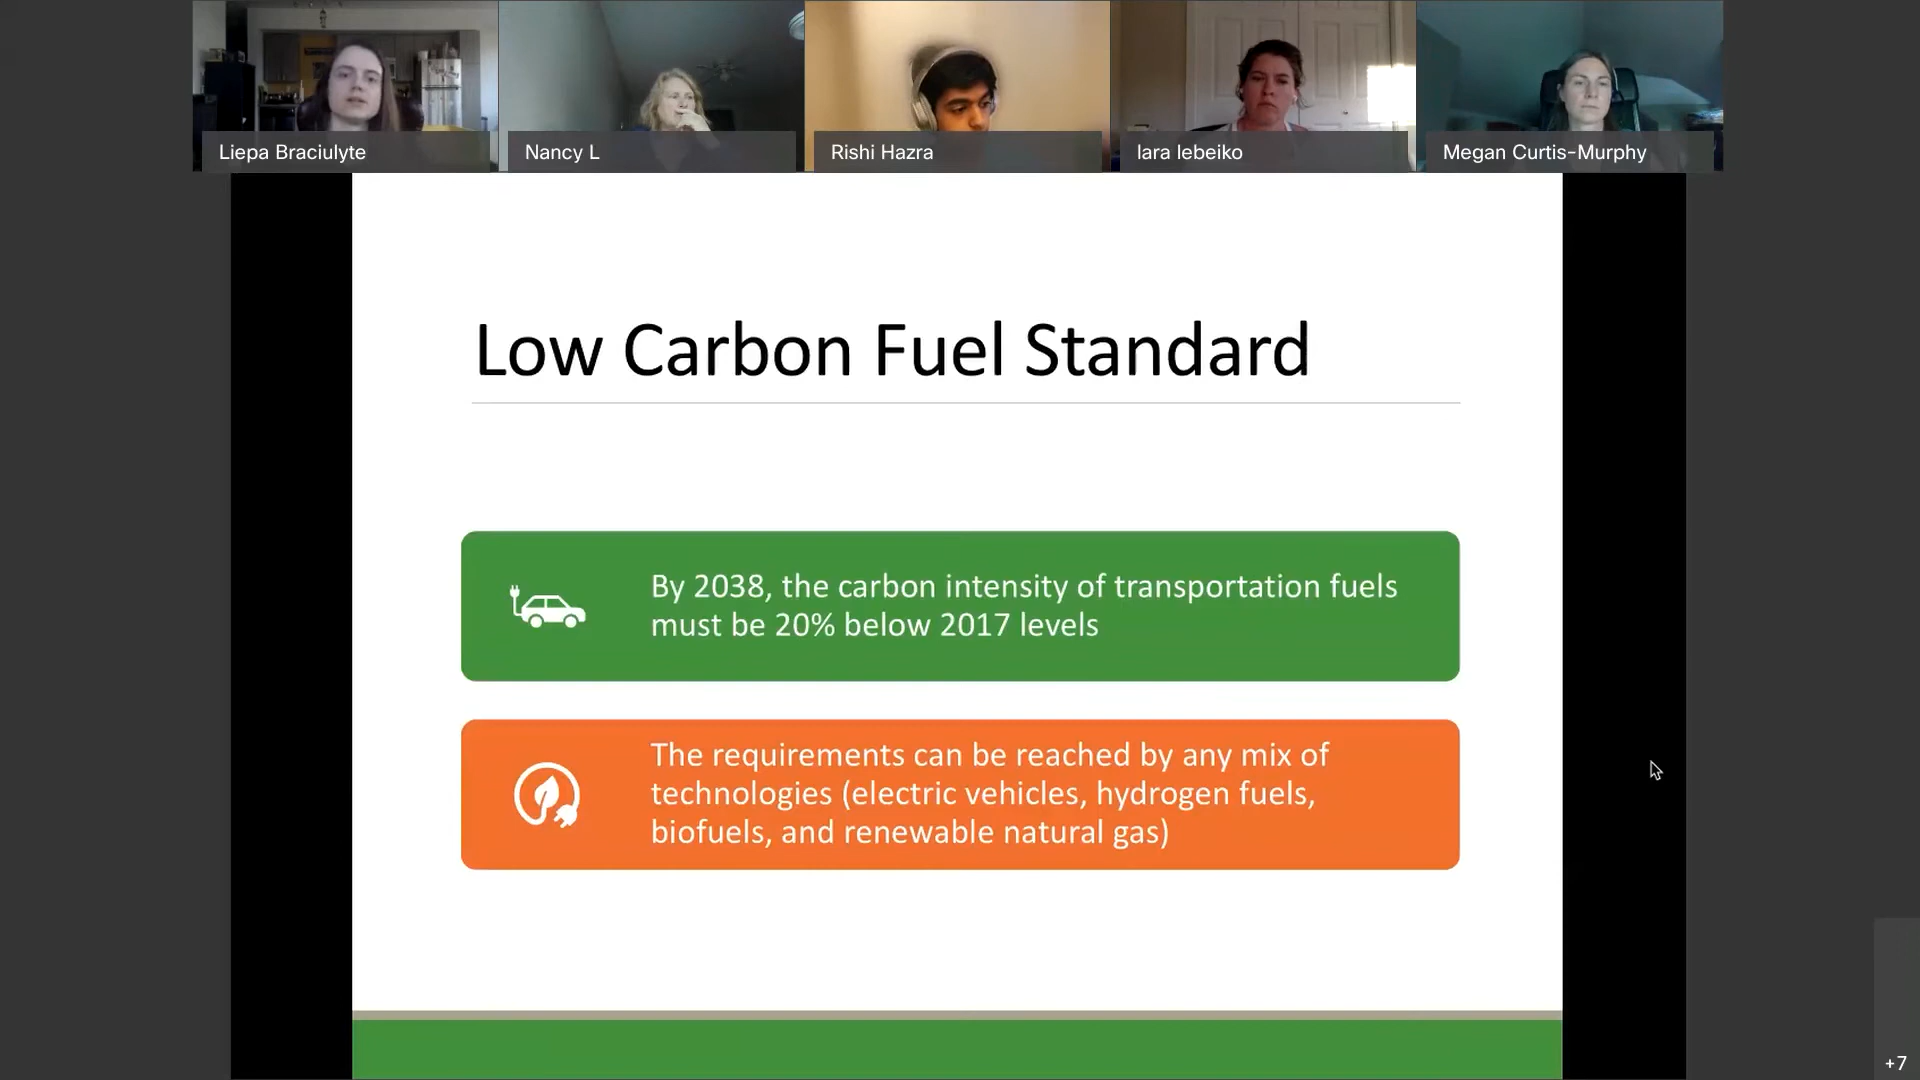 Liepa Braciulyte
Nancy L
Rishi Hazra
lara lebeiko
Megan Curtis-Murphy
Low Carbon Fuel Standard
By 2038, the carbon intensity of transportation fuels
must be 20% below 2017 levels
The requirements can be reached by any mix of
technologies (electric vehicles, hydrogen fuels,
biofuels, and renewable natural gas)
+7